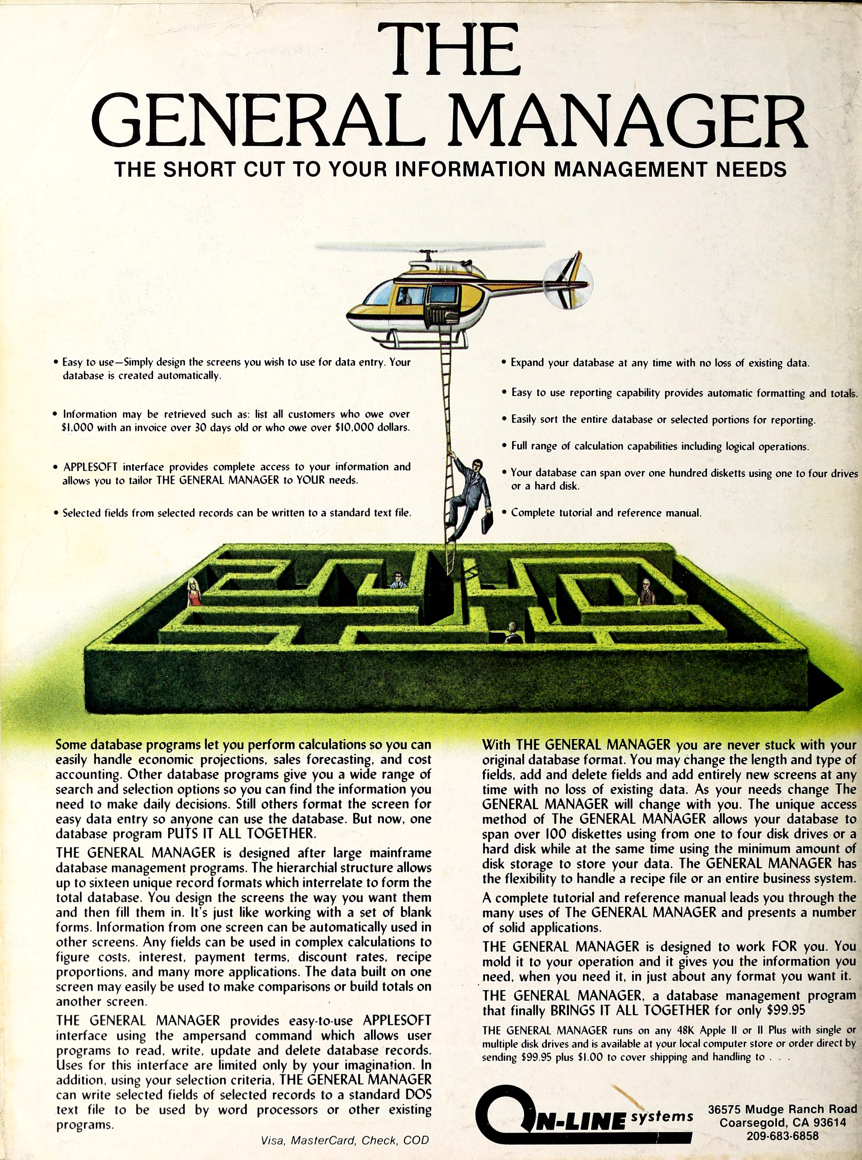 THE
GENERAL MANAGER
THE SHORT CUT TO YOUR INFORMATION MANAGEMENT NEEDS
• Easy to use—Simply design the screens you wish to use for data entry. Your
database is created automatically.
• Information may be retrieved such as: list all customers who owe over
$1,000 with an invoice over 30 days old or who owe over $10,000 dollars.
• APPLESOFT interface provides complete access to your information and
allows you to tailor THE GENERAL MANAGER to YOUR needs.
• Selected fields from selected records can be written to a standard text file.
• Expand your database at any time with no loss of existing data.
• Easy to use reporting capability provides automatic formatting and totals.
• Easily sort the entire database or selected portions for reporting.
• Full range of calculation capabilities including logical operations.
• Your database can span over one hundred disketts using one to four drives
or a hard disk.
• Complete tutorial and reference manual.
Some database programs let you perform calculations so you can
easily handle economic projections, sales forecasting, and cost
accounting. Other database programs give you a wide range of
search and selection options so you can find the information you
need to make daily decisions. Still others format the screen for
easy data entry so anyone can use the database. But now, one
database program PUTS IT ALL TOGETHER.
THE GENERAL MANAGER is designed after large mainframe
database management programs. The hierarchial structure allows
up to sixteen unique record formats which interrelate to form the
total database. You design the screens the way you want them
and then fill them in. It's just like working with a set of blank
forms. Information from one screen can be automatically used in
other screens. Any fields can be used in complex calculations to
figure costs, interest, payment terms, discount rates, recipe
proportions, and many more applications. The data built on one
screen may easily be used to make comparisons or build totals on
another screen.
THE GENERAL MANAGER provides easy-to-use APPLESOFT
interface using the ampersand command which allows user
programs to read, write, update and delete database records.
Uses for this interface are limited only by your imagination. In
addition, using your selection criteria, THE GENERAL MANAGER
can write selected fields of selected records to a standard DOS
text file to be used by word processors or other existing
programs.
Visa, MasterCard, Check, COD
With THE GENERAL MANAGER you are never stuck with your
original database format. You may change the length and type of
fields, add and delete fields and add entirely new screens at any
time with no loss of existing data. As your needs change The
GENERAL MANAGER will change with you. The unique access
method of The GENERAL MANAGER allows your database to
span over 100 diskettes using from one to four disk drives or a
hard disk while at the same time using the minimum amount of
disk storage to store your data. The GENERAL MANAGER has
the flexibility to handle a recipe file or an entire business system.
A complete tutorial and reference manual leads you through the
many uses of The GENERAL MANAGER and presents a number
of solid applications.
THE GENERAL MANAGER is designed to work FOR you. You
mold it to your operation and it gives you the information you
need, when you need it, in just about any format you want it.
THE GENERAL MANAGER, a database management program
that finally BRINGS IT ALL TOGETHER for only $99.95
THE GENERAL MANAGER runs on any 48K Apple II or II Plus with single or
multiple disk drives and is available at your local computer store or order direct by
sending $99.95 plus $1.00 to cover shipping and handling to . . .
ON-LINE systems
36575 Mudge Ranch Road
Coarsegold, CA 93614
209-683-6858